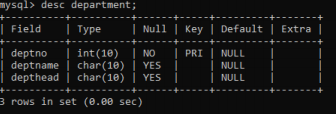 mysql> desc department;
+----------+----------+------+-----+---------+-------+
| Field    | Type     | Null | Key | Default | Extra |
+----------+----------+------+-----+---------+-------+
| deptno   | int(10)  | NO   | PRI | NULL    |       |
| deptname | char(10) | YES  |     | NULL    |       |
| depthead | char(10) | YES  |     | NULL    |       |
+----------+----------+------+-----+---------+-------+
3 rows in set (0.00 sec)